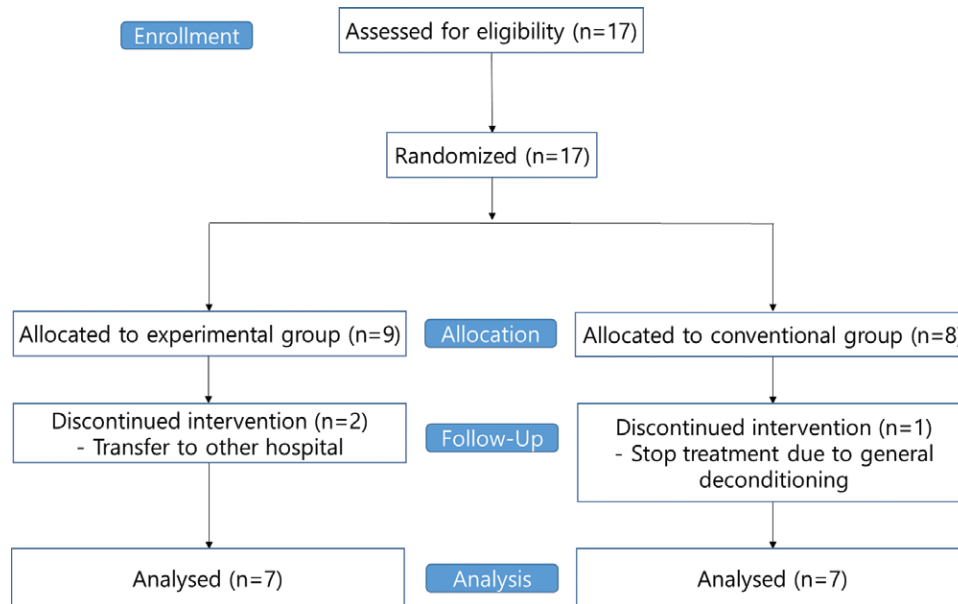 Enrollment
Assessed for eligibility (n=17)
Randomized (n=17)
Allocated to experimental group (n=9)
Allocation
Allocated to conventional group (n=8)
Discontinued intervention (n=2)
- Transfer to other hospital
Follow-Up
Discontinued intervention (n=1)
- Stop treatment due to general
deconditioning
Analysed (n=7)
Analysis
Analysed (n=7)